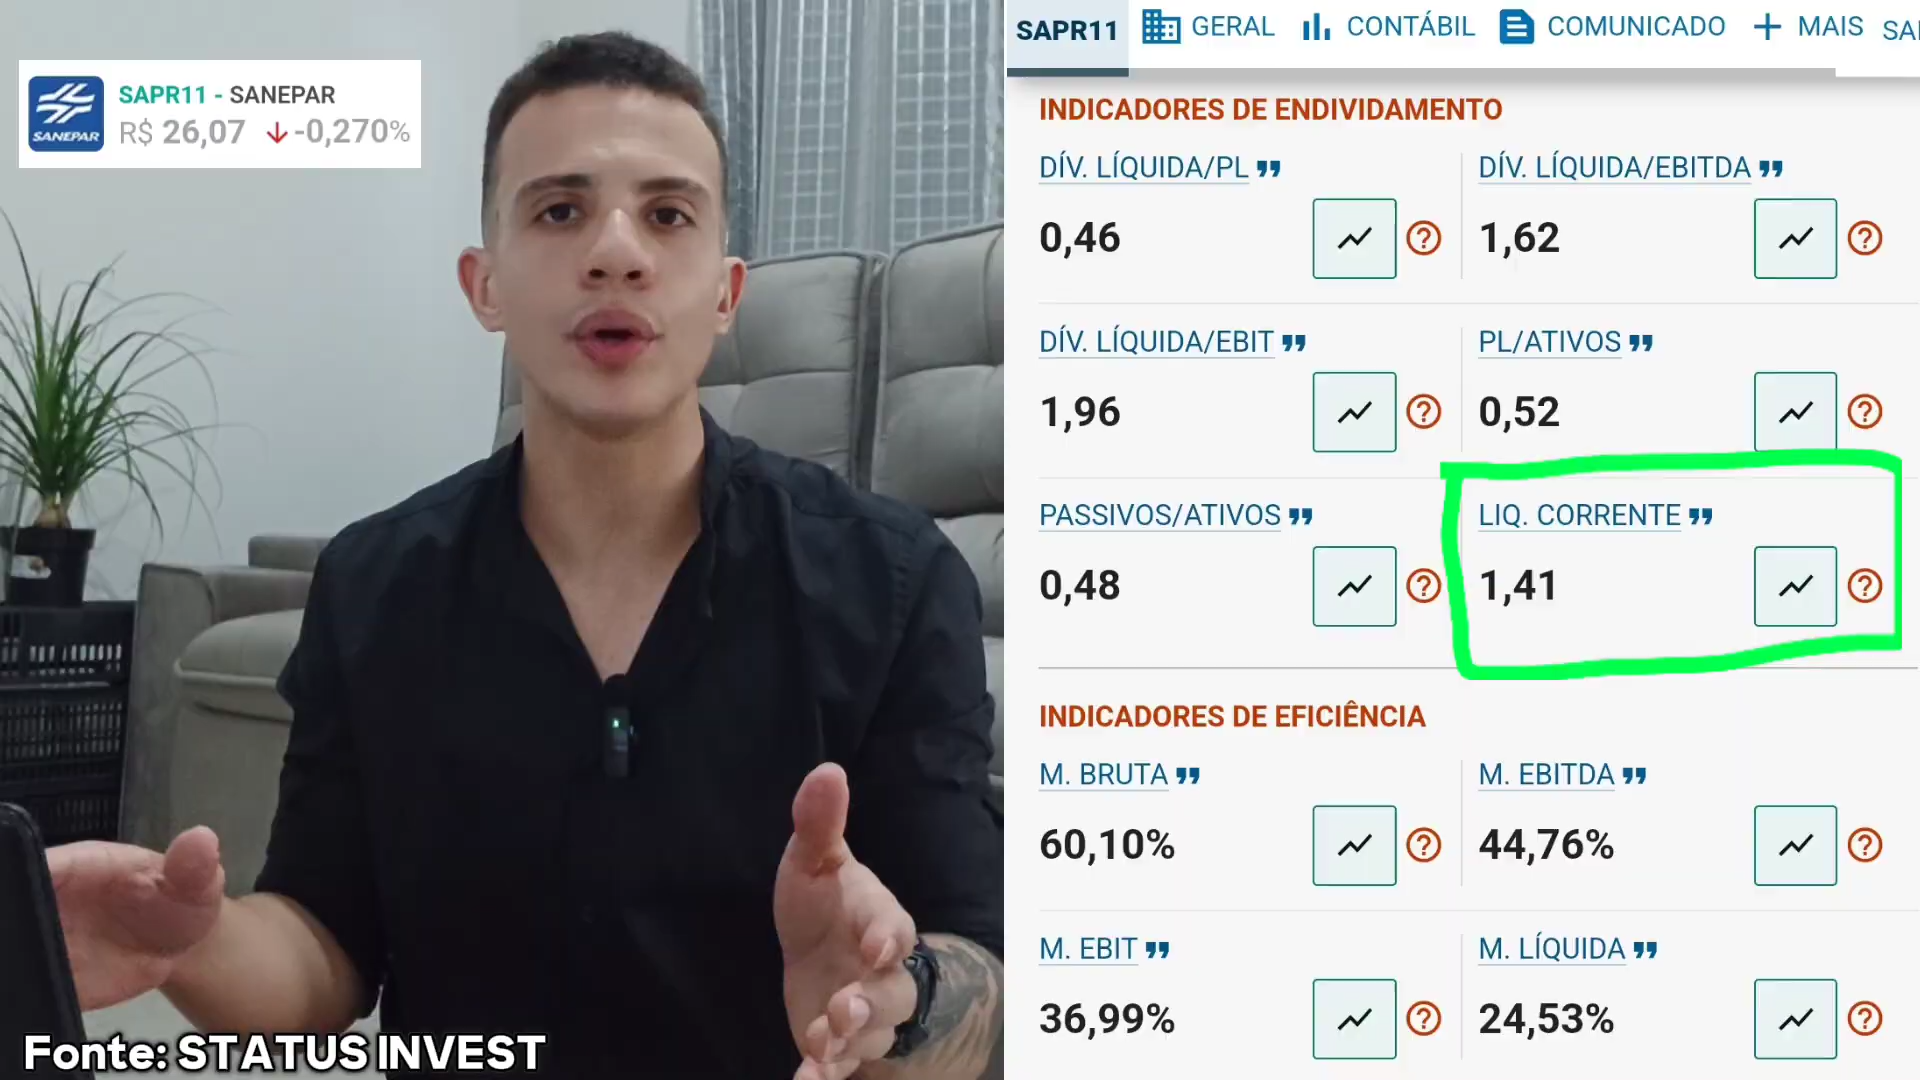 SAPR11 - SANEPAR
R$ 26,07 -0,270%
SANEPAR
Fonte: STATUS INVEST
SAPR11 GERAL CONTÁBIL COMUNICADO MAIS SA
INDICADORES DE ENDIVIDAMENTO
DÍV. LÍQUIDA/PL DÍV. LÍQUIDA/EBITDA
0,46 ? 1,62 ?
DÍV. LÍQUIDA/EBIT PL/ATIVOS
1,96 ? 0,52 ?
PASSIVOS/ATIVOS LIQ. CORRENTE
0,48 ? 1,41 ?
INDICADORES DE EFICIÊNCIA
M. BRUTA M. EBITDA
60,10% ? 44,76% ?
M. EBIT M. LÍQUIDA
36,99% ? 24,53% ?